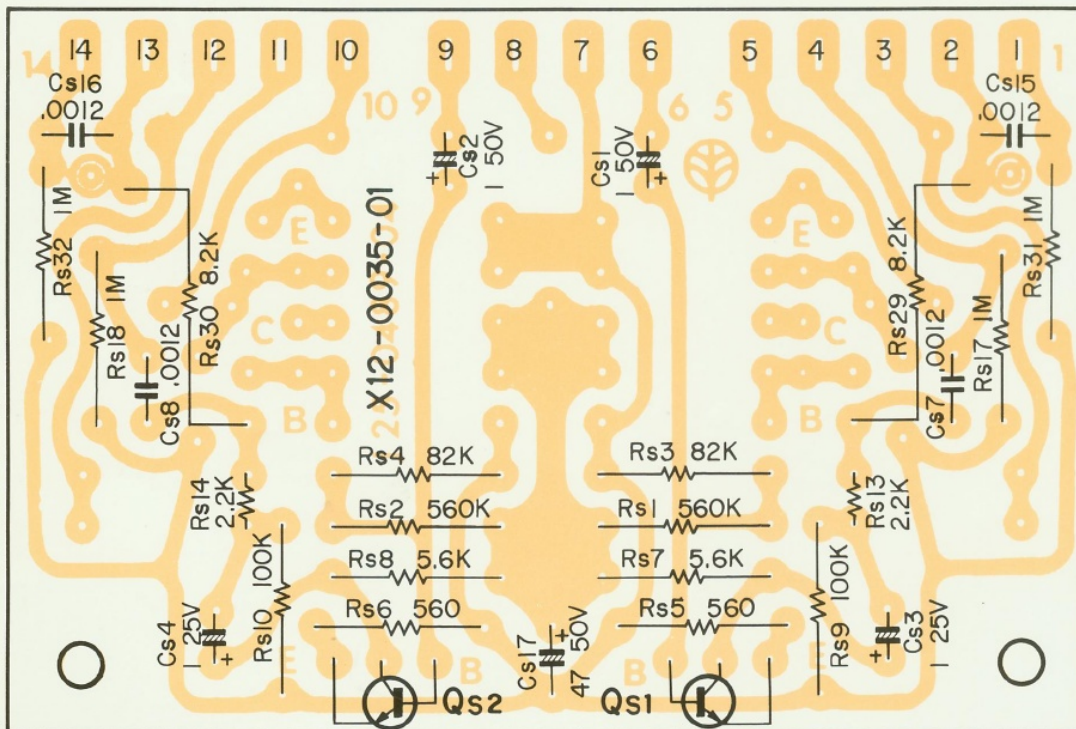 14 13 12 11 10 9 8 7 6 5 4 3 2 1
14
1
10 9
6 5
Cs16
.0012
Cs2
1 50V
Cs1
1 50V
Cs15
.0012
+
+
Rs32 1M
Rs18 1M
Cs8 .0012
Rs30 8.2K
E
C
B
X12-0035-01
E
C
B
Rs29 8.2K
Cs7 .0012
Rs17 1M
Rs31 1M
Rs4 82K
Rs3 82K
Rs14
2.2K
Rs2 560K
Rs1 560K
Rs13
2.2K
Rs8 5.6K
Rs7 5.6K
Rs10 100K
Rs9 100K
Rs6 560
Rs5 560
Cs4
1 25V
+
Cs17
47 50V
+
Cs3
1 25V
+
E
B
B
E
Qs2
Qs1